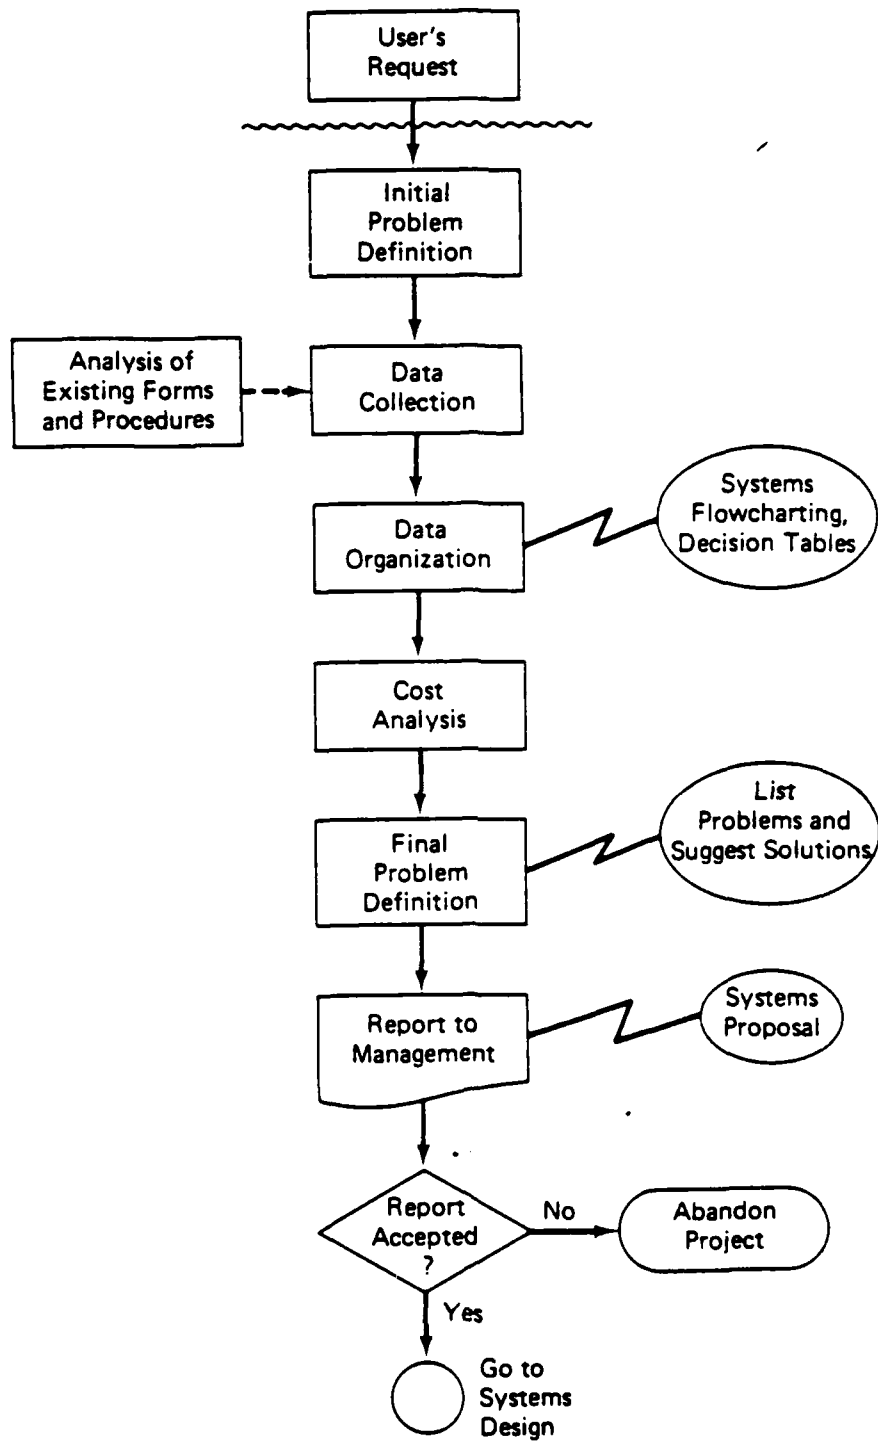 User's
Request
Initial
Problem
Definition
Analysis of
Existing Forms
and Procedures
Data
Collection
Data
Organization
Systems
Flowcharting,
Decision Tables
Cost
Analysis
Final
Problem
Definition
List
Problems and
Suggest Solutions
Report to
Management
Systems
Proposal
Report
Accepted
?
No
Abandon
Project
Yes
Go to
Systems
Design